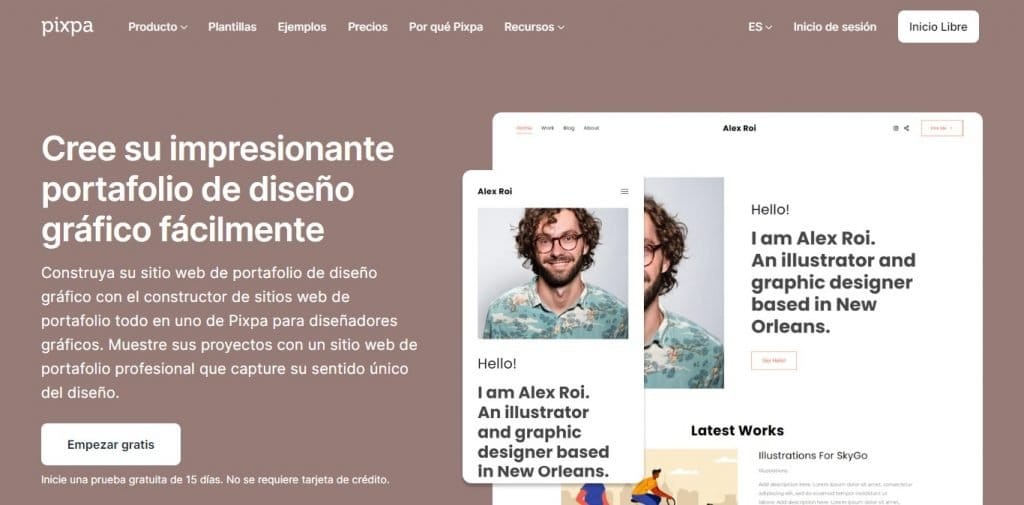 pixpa
Producto
Plantillas
Ejemplos
Precios
Por qué Pixpa
Recursos
ES
Inicio de sesión
Inicio Libre
Cree su impresionante
portafolio de diseño
gráfico fácilmente
Construya su sitio web de portafolio de diseño
gráfico con el constructor de sitios web de
portafolio todo en uno de Pixpa para diseñadores
gráficos. Muestre sus proyectos con un sitio web de
portafolio profesional que capture su sentido único
del diseño.
Empezar gratis
Inicie una prueba gratuita de 15 días. No se requiere tarjeta de crédito.
Home
Work
Blog
About
Alex Roi
Hello!
I am Alex Roi.
An illustrator and
graphic designer
based in New
Orleans.
Alex Roi
Hello!
I am Alex Roi.
An illustrator
and graphic
designer based
in New Orleans.
Latest Works
Illustrations For SkyGo
Illustrations